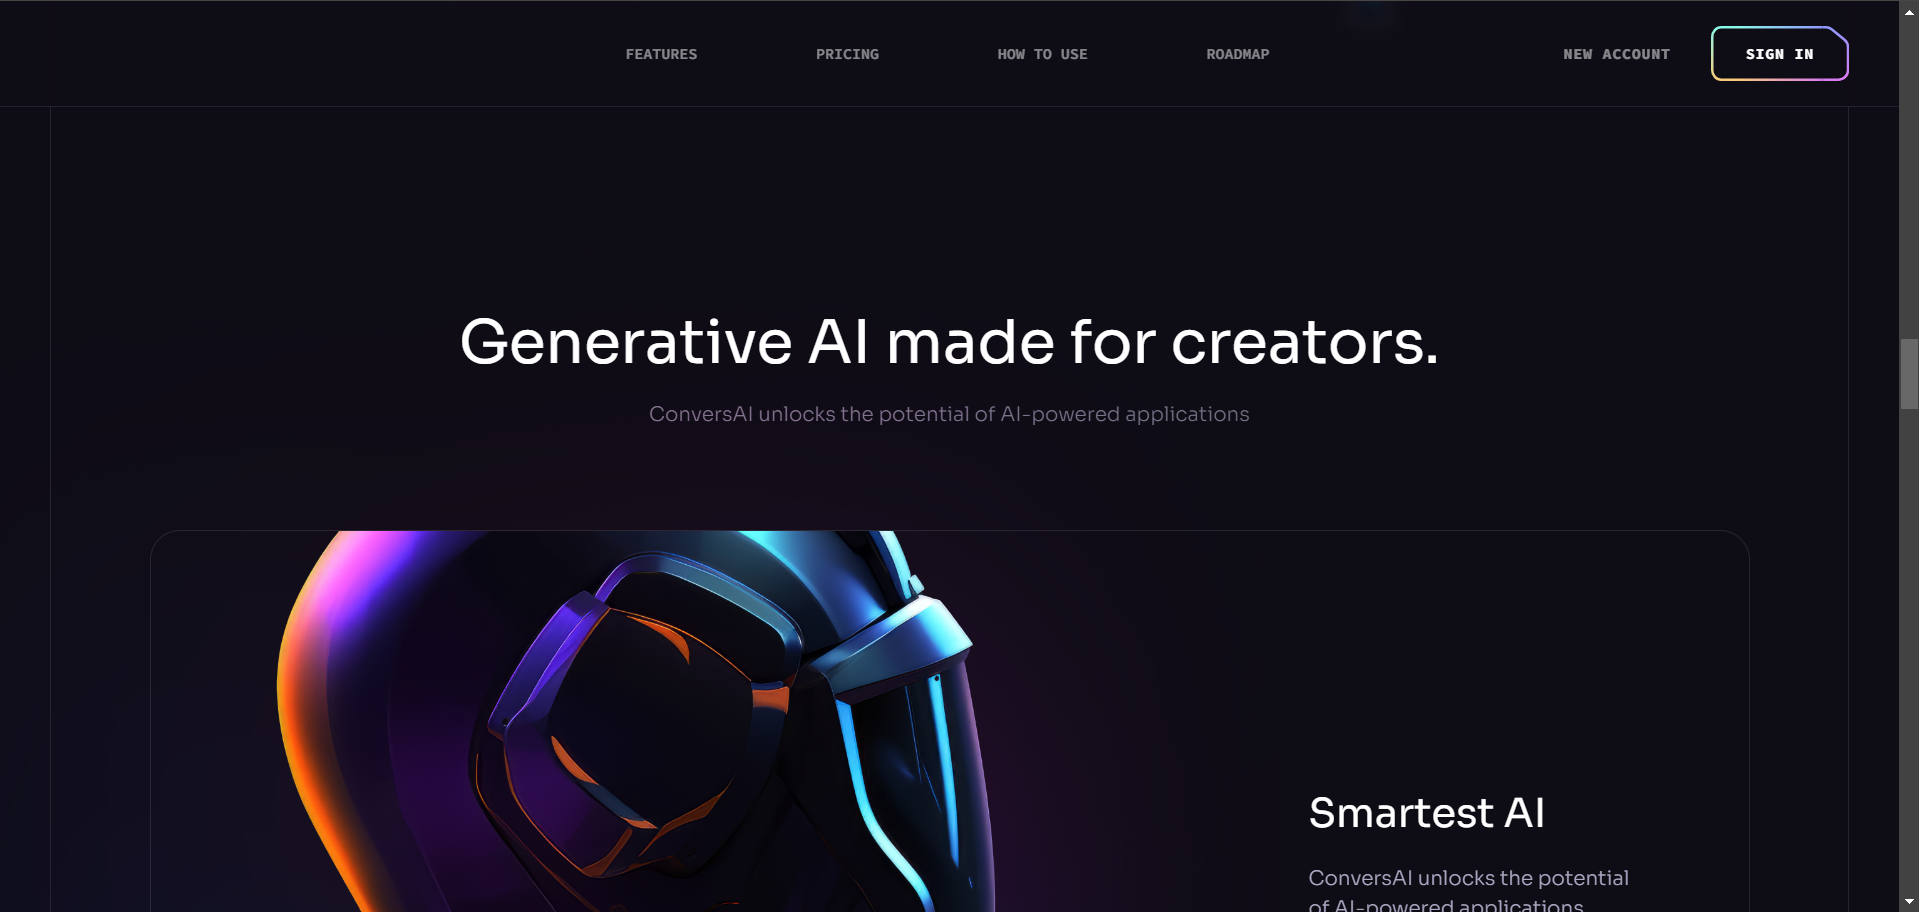 FEATURES
PRICING
HOW TO USE
ROADMAP
NEW ACCOUNT
SIGN IN
Generative AI made for creators.
ConversAI unlocks the potential of AI-powered applications
Smartest AI
ConversAI unlocks the potential
of AI-powered applications